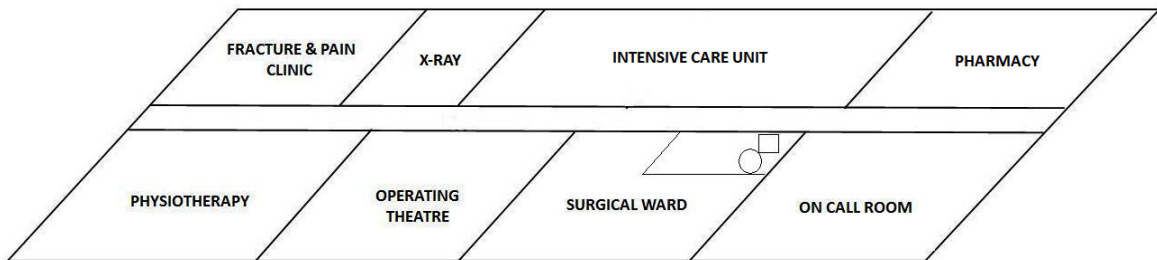 FRACTURE & PAIN
CLINIC
X-RAY
INTENSIVE CARE UNIT
PHARMACY
PHYSIOTHERAPY
OPERATING
THEATRE
SURGICAL WARD
ON CALL ROOM